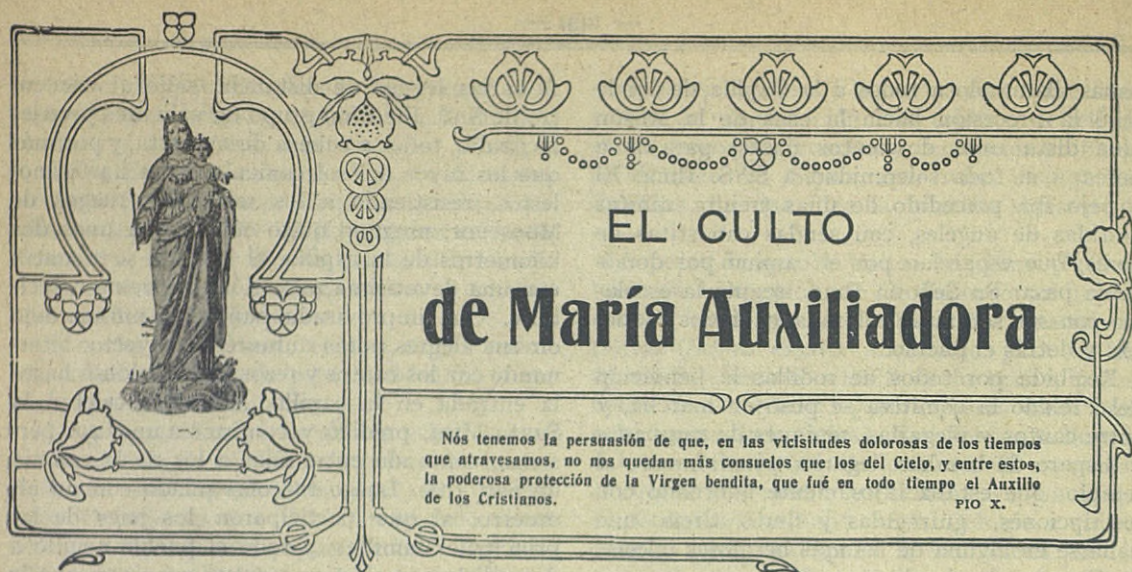 EL CULTO
de María Auxiliadora
Nós tenemos la persuasión de que, en las vicisitudes dolorosas de los tiempos
que atravesamos, no nos quedan más consuelos que los del Cielo, y entre éstos,
la poderosa protección de la Virgen bendita, que fué en todo tiempo el Auxilio
de los Cristianos.
PIO X.